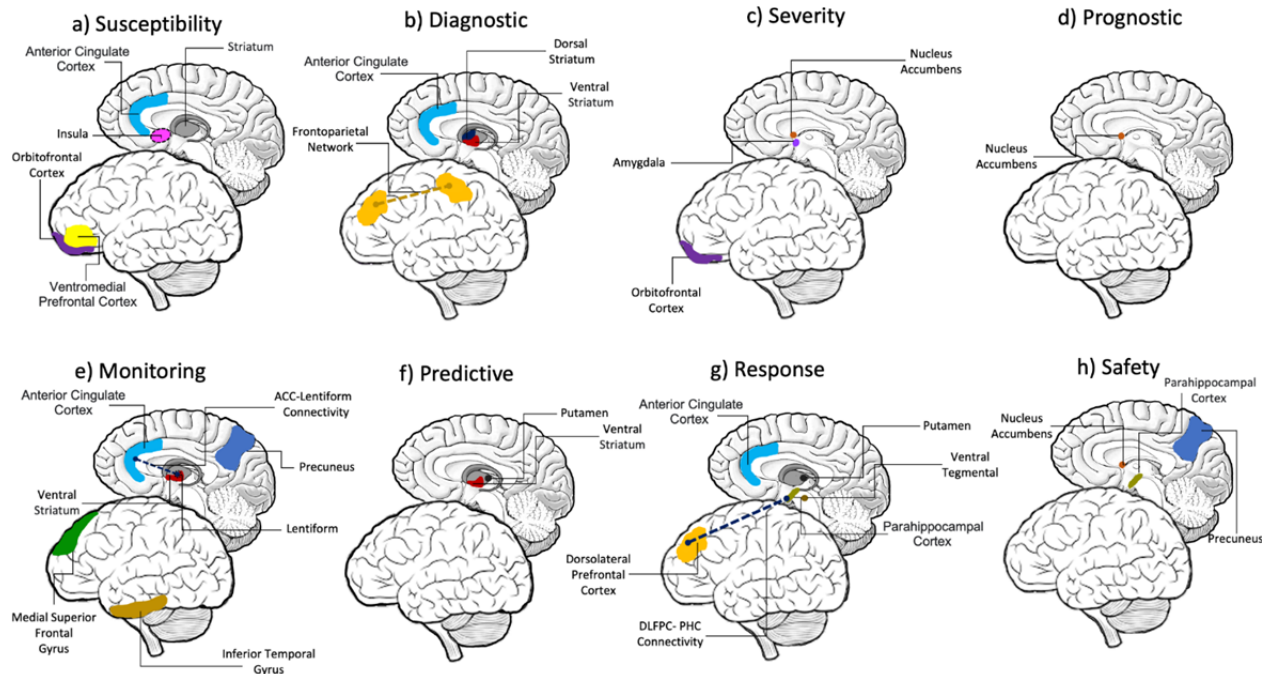 a) Susceptibility
Anterior Cingulate
Cortex
Striatum
Insula
Orbitofrontal
Cortex
Ventromedial
Prefrontal Cortex
b) Diagnostic
Anterior Cingulate
Cortex
Dorsal
Striatum
Ventral
Striatum
Frontoparietal
Network
c) Severity
Nucleus
Accumbens
Amygdala
Orbitofrontal
Cortex
d) Prognostic
Nucleus
Accumbens
e) Monitoring
Anterior Cingulate
Cortex
ACC-Lentiform
Connectivity
Precuneus
Ventral
Striatum
Lentiform
Medial Superior
Frontal
Gyrus
Inferior Temporal
Gyrus
f) Predictive
Putamen
Ventral
Striatum
g) Response
Anterior Cingulate
Cortex
Putamen
Ventral
Tegmental
Parahippocampal
Cortex
Dorsolateral
Prefrontal
Cortex
DLFPC- PHC
Connectivity
h) Safety
Parahippocampal
Cortex
Nucleus
Accumbens
Precuneus